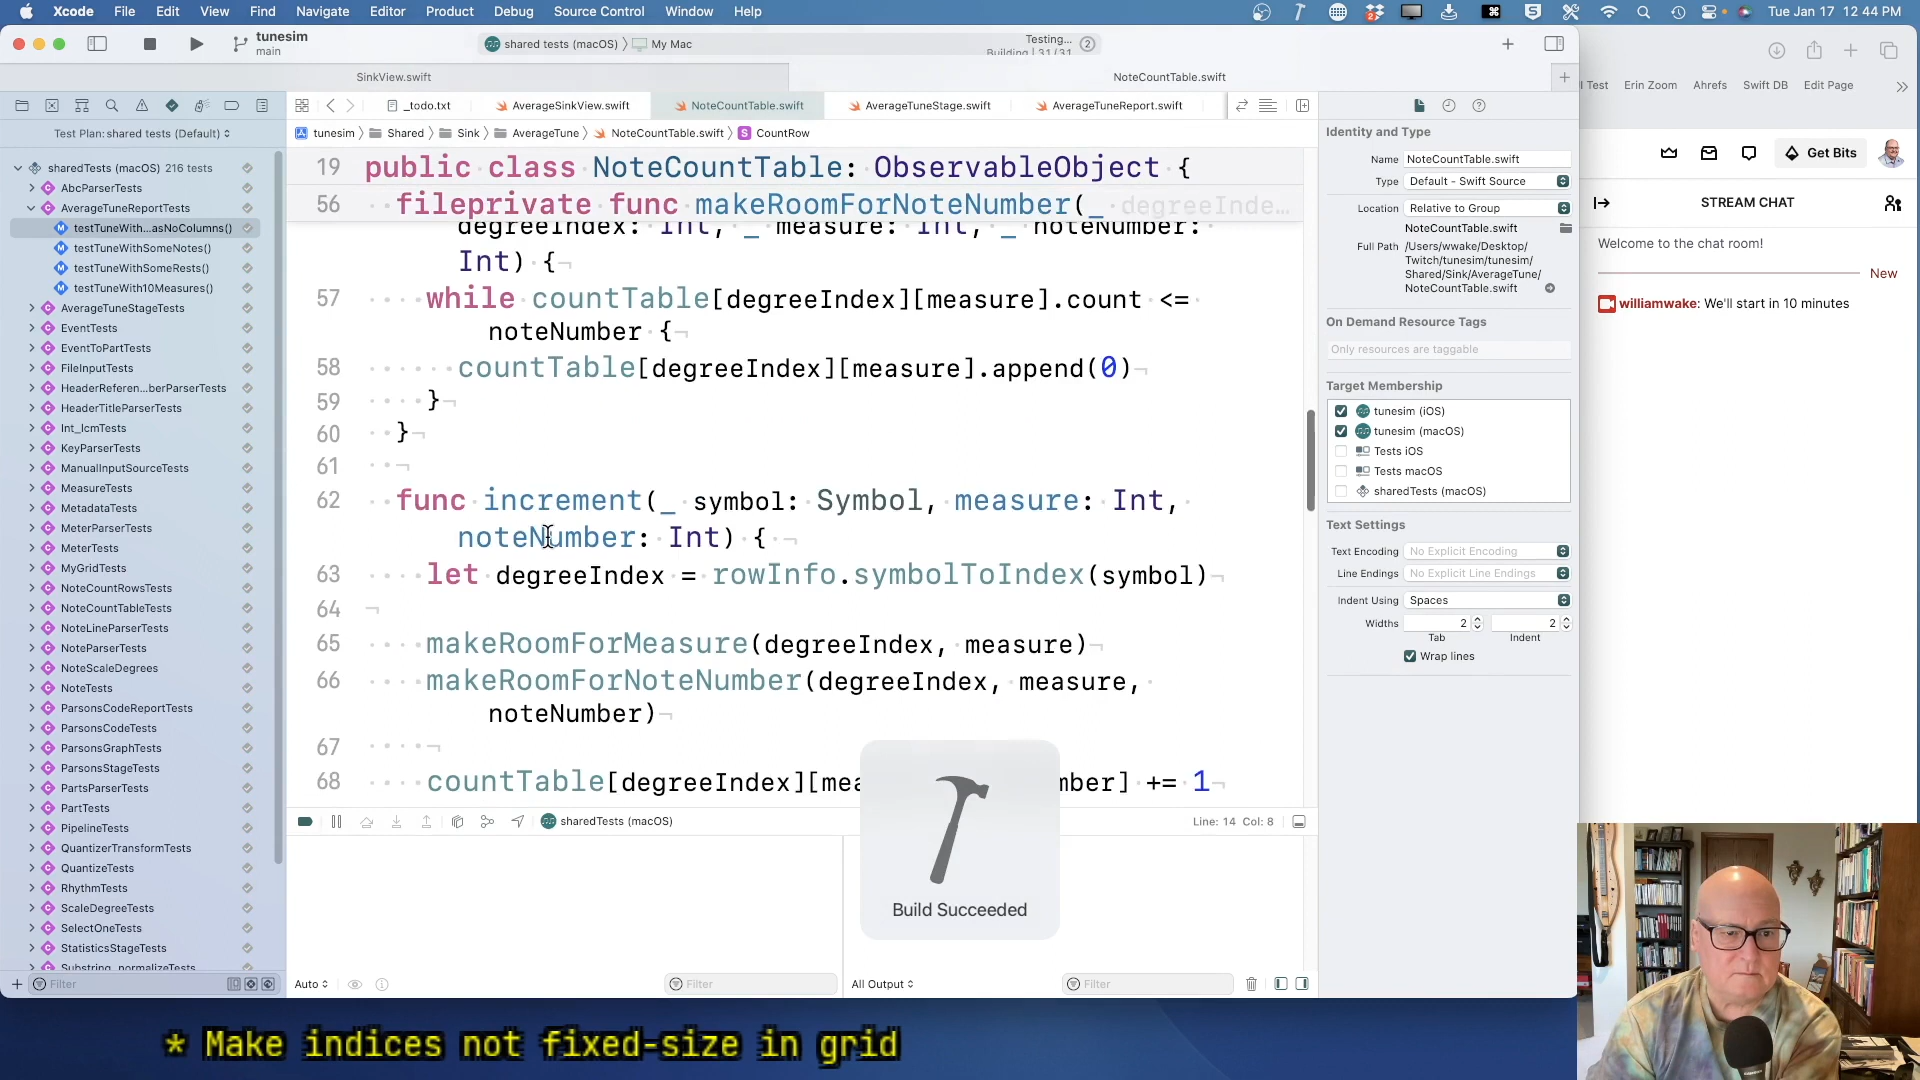 Xcode File Edit View Find Navigate Editor Product Debug Source Control Window Help
Tue Jan 17 12:44 PM
tunesim
main
shared tests (macOS) 〉 My Mac
Testing...
Building | 31/31
2
SinkView.swift
NoteCountTable.swift
_todo.txt
AverageSinkView.swift
NoteCountTable.swift
AverageTuneStage.swift
AverageTuneReport.swift
Test Plan: shared tests (Default)
tunesim 〉 Shared 〉 Sink 〉 AverageTune 〉 NoteCountTable.swift 〉 S CountRow
sharedTests (macOS) 216 tests
AbcParserTests
AverageTuneReportTests
testTuneWith...asNoColumns()
testTuneWithSomeNotes()
testTuneWithSomeRests()
testTuneWith10Measures()
AverageTuneStageTests
EventTests
EventToPartTests
FileInputTests
HeaderReferen...berParserTests
HeaderTitleParserTests
Int_lcmTests
KeyParserTests
ManualInputSourceTests
MeasureTests
MetadataTests
MeterParserTests
MeterTests
MyGridTests
NoteCountRowsTests
NoteCountTableTests
NoteLineParserTests
NoteParserTests
NoteScaleDegrees
NoteTests
ParsonsCodeReportTests
ParsonsCodeTests
ParsonsGraphTests
ParsonsStageTests
PartsParserTests
PartTests
PipelineTests
QuantizerTransformTests
QuantizeTests
RhythmTests
ScaleDegreeTests
SelectOneTests
StatisticsStageTests
Substring_normalizeTests
Filter
19 public class NoteCountTable: ObservableObject {
56 fileprivate func makeRoomForNoteNumber(_ degreeInde...
degreeIndex: Int, _ measure: Int, _ noteNumber:
Int) {
57 while countTable[degreeIndex][measure].count <=
noteNumber {
58 countTable[degreeIndex][measure].append(0)
59 }
60 }
61
62 func increment(_ symbol: Symbol, measure: Int,
noteNumber: Int) {
63 let degreeIndex = rowInfo.symbolToIndex(symbol)
64
65 makeRoomForMeasure(degreeIndex, measure)
66 makeRoomForNoteNumber(degreeIndex, measure,
noteNumber)
67
68 countTable[degreeIndex][mea mber] += 1
Build Succeeded
sharedTests (macOS)
Line: 14 Col: 8
Auto
Filter
All Output
Filter
Identity and Type
Name NoteCountTable.swift
Type Default - Swift Source
Location Relative to Group
NoteCountTable.swift
Full Path /Users/wwake/Desktop/
Twitch/tunesim/tunesim/
Shared/Sink/AverageTune/
NoteCountTable.swift
On Demand Resource Tags
Only resources are taggable
Target Membership
tunesim (iOS)
tunesim (macOS)
Tests iOS
Tests macOS
sharedTests (macOS)
Text Settings
Text Encoding No Explicit Encoding
Line Endings No Explicit Line Endings
Indent Using Spaces
Widths 2 2
Tab Indent
Wrap lines
l Test Erin Zoom Ahrefs Swift DB Edit Page
Get Bits
STREAM CHAT
Welcome to the chat room!
New
williamwake: We'll start in 10 minutes
* Make indices not fixed-size in grid